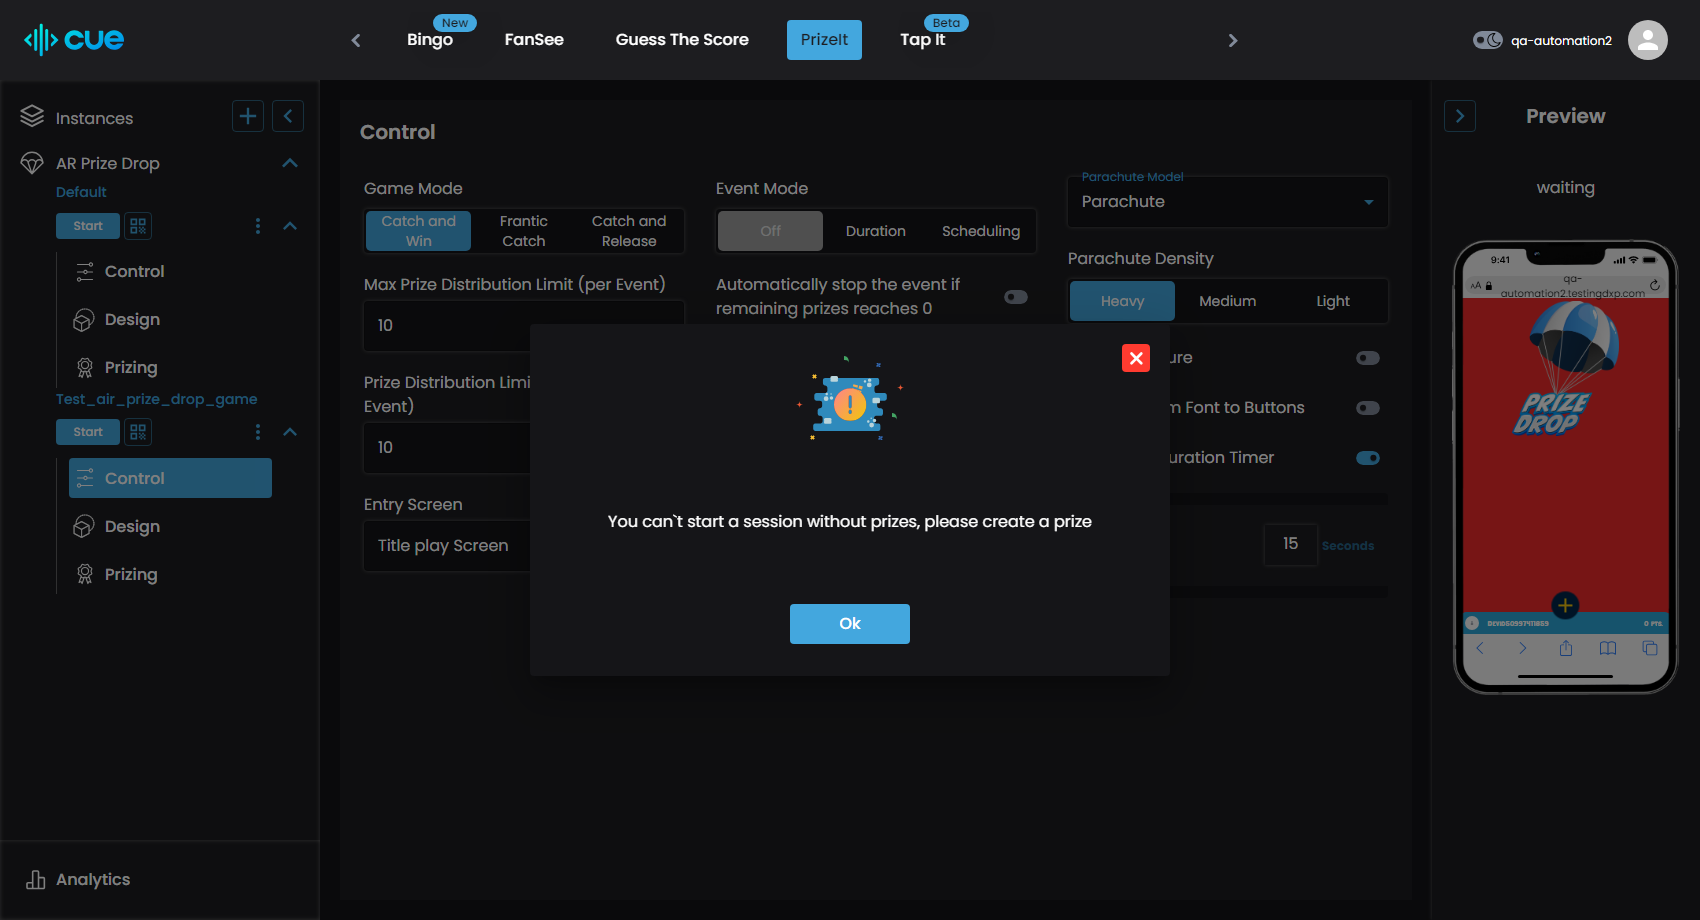 cue
New
Bingo
FanSee
Guess The Score
PrizeIt
Beta
Tap It
qa-automation2
Instances
AR Prize Drop
Default
Start
Control
Design
Prizing
Test_air_prize_drop_game
Start
Control
Design
Prizing
Analytics
Control
Game Mode
Catch and
Win
Frantic
Catch
Catch and
Release
Max Prize Distribution Limit (per Event)
10
Prize Distribution Limi
Event)
10
Entry Screen
Title play Screen
Event Mode
Off
Duration
Scheduling
Automatically stop the event if
remaining prizes reaches 0
Parachute Model
Parachute
Parachute Density
Heavy
Medium
Light
ure
m Font to Buttons
uration Timer
15
Seconds
You can`t start a session without prizes, please create a prize
Ok
Preview
waiting
9:41
AA
qa-
automation2.testingdxp.com
PRIZE
DROP
0 PTS.